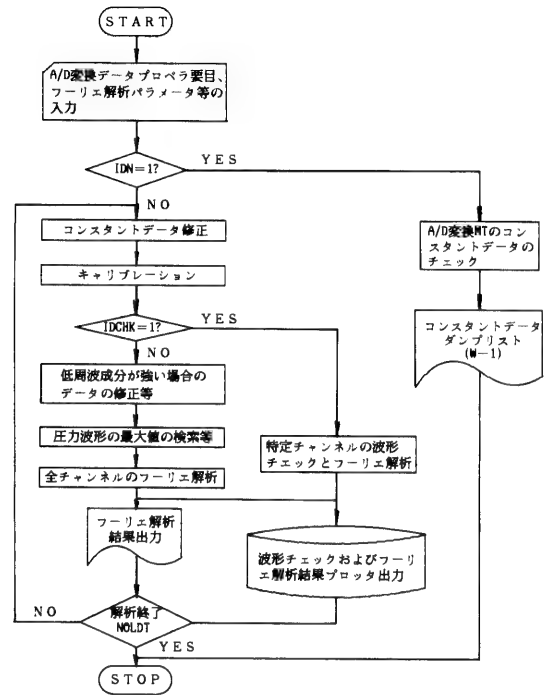 START
A/D変換データプロペラ要目、
フーリエ解析パラメータ等の
入力
IDN=1?
YES
NO
コンスタントデータ修正
A/D変換MTのコン
スタントデータの
チェック
キャリブレーション
IDCHK=1?
YES
NO
コンスタントデータ
ダンプリスト
(W-1)
低周波成分が強い場合の
データの修正等
圧力波形の最大値の検索等
特定チャンネルの波形
チェックとフーリエ解析
全チャンネルのフーリエ解析
フーリエ解析
結果出力
波形チェックおよびフーリ
エ解析結果プロッタ出力
解析終了
NOLDT
NO
YES
STOP